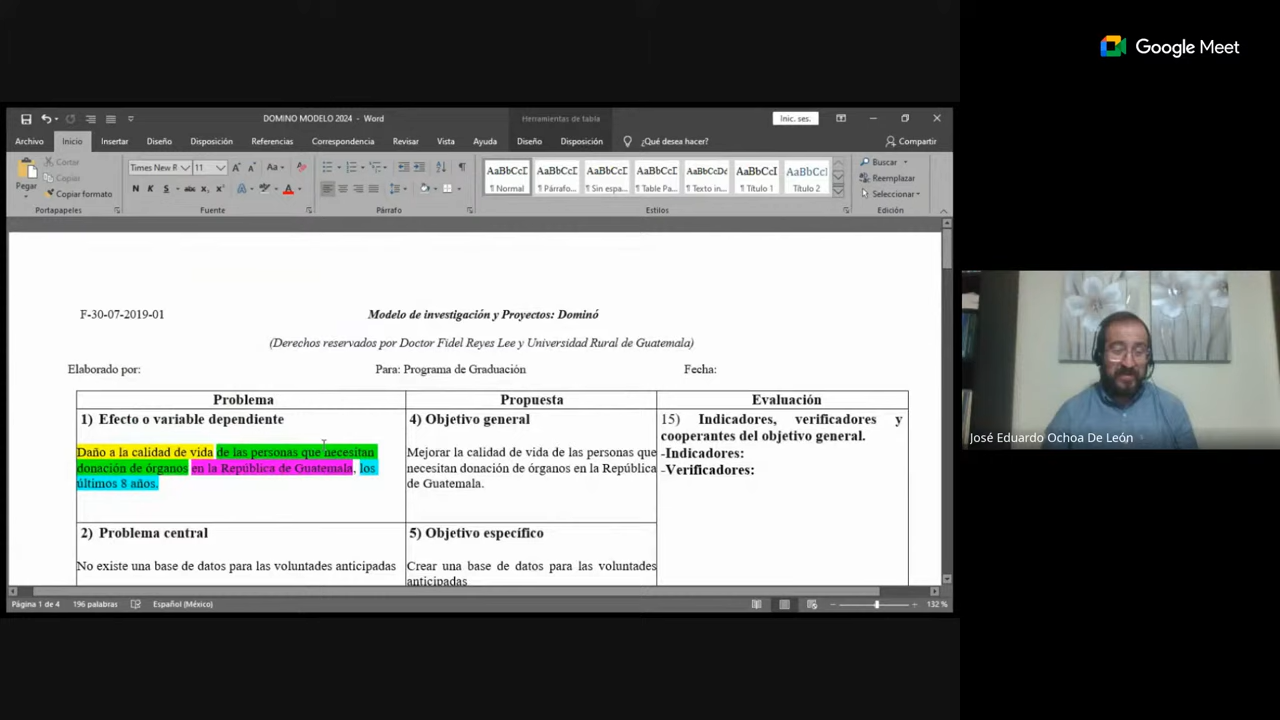 Google Meet
DOMINO MODELO 2024 - Word
Herramientas de tabla
Inic. ses.
Archivo Inicio Insertar Diseño Disposición Referencias Correspondencia Revisar Vista Ayuda Diseño Disposición ¿Qué desea hacer? Compartir
Pegar
Cortar
Copiar
Copiar formato
Portapapeles
Times New R 11
N K S abc
Fuente
Párrafo
AaBbCcD AaBbCcD AaBbCcD AaBbCcD AaBbCcDc AaBbCcI AaBbCcD
¶ Normal ¶ Párrafo... ¶ Sin espa... ¶ Table Pa... ¶ Texto in... ¶ Título 1 ¶ Título 2
Estilos
Buscar
Reemplazar
Seleccionar
Edición
F-30-07-2019-01 Modelo de investigación y Proyectos: Dominó
(Derechos reservados por Doctor Fidel Reyes Lee y Universidad Rural de Guatemala)
Elaborado por: Para: Programa de Graduación Fecha:
Problema Propuesta Evaluación
1) Efecto o variable dependiente
Daño a la calidad de vida de las personas que necesitan
donación de órganos en la República de Guatemala, los
últimos 8 años.
4) Objetivo general
Mejorar la calidad de vida de las personas que
necesitan donación de órganos en la República
de Guatemala.
15) Indicadores, verificadores y
cooperantes del objetivo general.
-Indicadores:
-Verificadores:
2) Problema central
No existe una base de datos para las voluntades anticipadas
5) Objetivo específico
Crear una base de datos para las voluntades
anticipadas
Página 1 de 4 196 palabras Español (México) 132 %
José Eduardo Ochoa De León